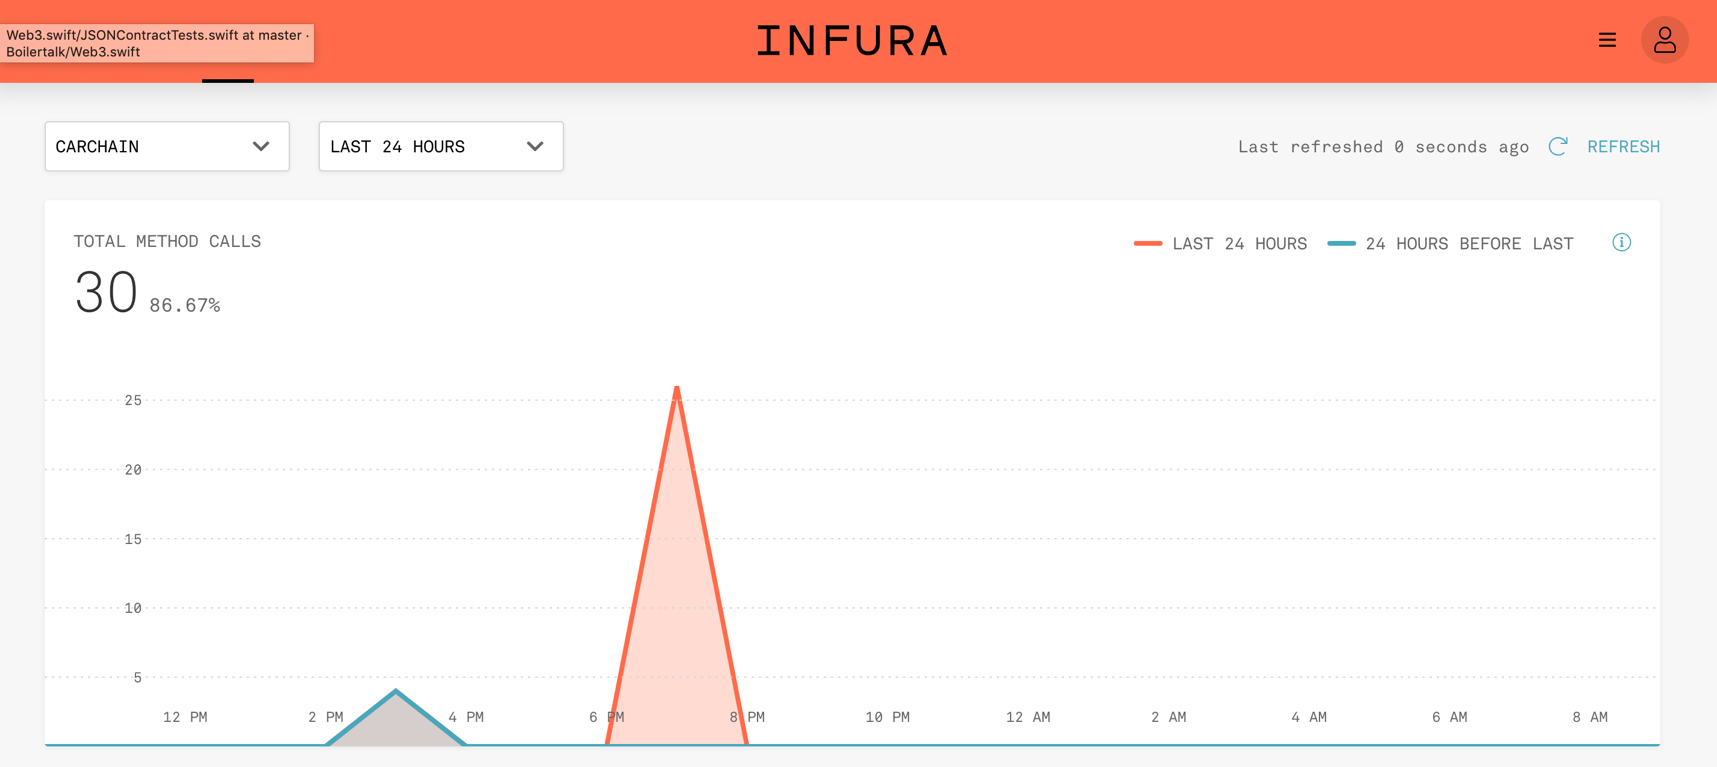 Web3.swift/JSONContractTests.swift at master ·
Boilertalk/Web3.swift
INFURA
CARCHAIN
LAST 24 HOURS
Last refreshed 0 seconds ago
REFRESH
TOTAL METHOD CALLS
LAST 24 HOURS
24 HOURS BEFORE LAST
30 86.67%
25
20
15
10
5
12 PM
2 PM
4 PM
6 PM
8 PM
10 PM
12 AM
2 AM
4 AM
6 AM
8 AM